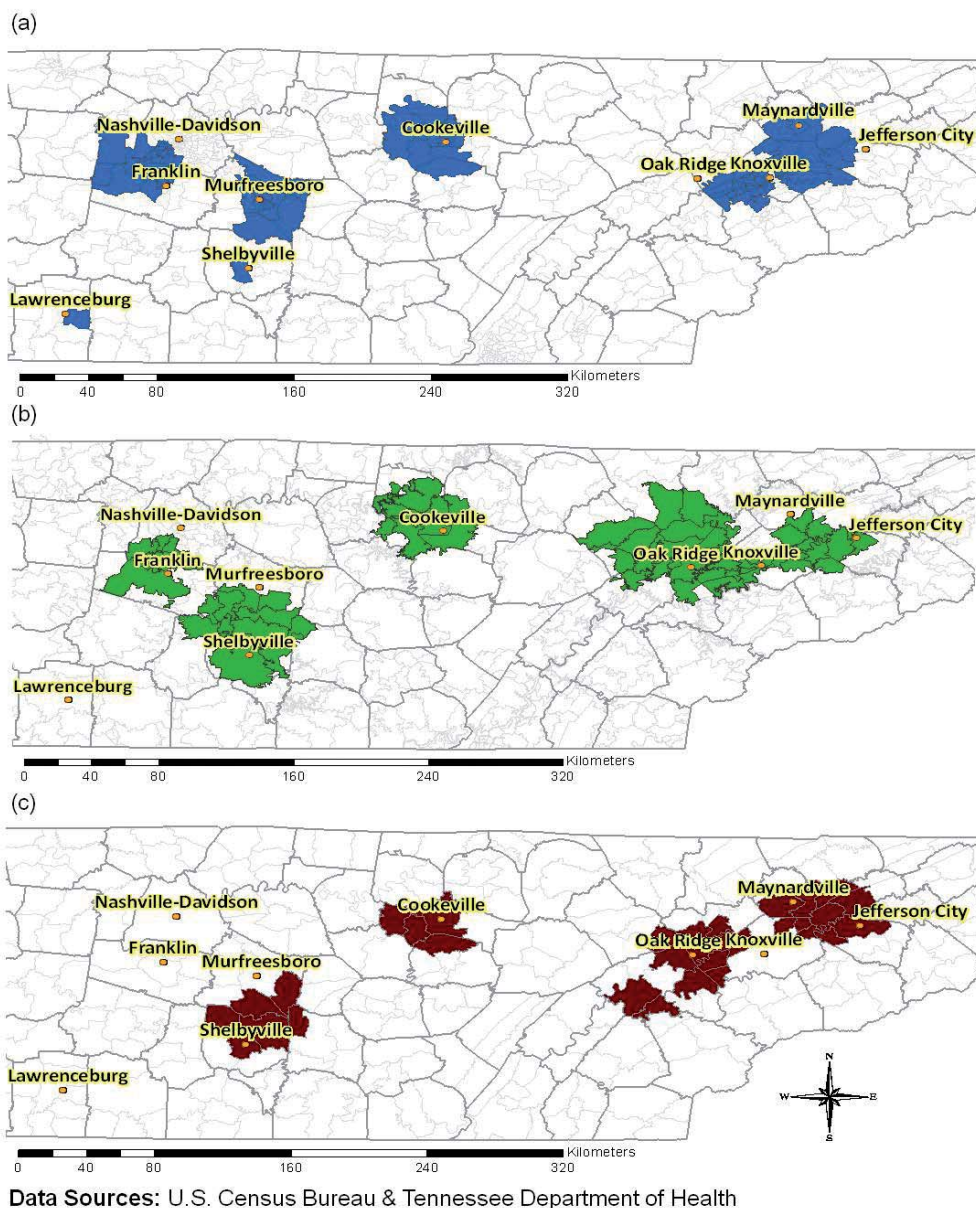 (a)
Nashville-Davidson
Cookeville
Maynardville
Jefferson City
Franklin
Murfreesboro
Oak Ridge Knoxville
Shelbyville
Lawrenceburg
Kilometers
0 40 80 160 240 320
(b)
Nashville-Davidson
Cookeville
Maynardville
Jefferson City
Franklin
Murfreesboro
Oak Ridge Knoxville
Shelbyville
Lawrenceburg
Kilometers
0 20 40 80 160 240 320
(c)
Nashville-Davidson
Cookeville
Maynardville
Jefferson City
Franklin
Murfreesboro
Oak Ridge Knoxville
Shelbyville
Lawrenceburg
N
W E
S
Kilometers
0 20 40 80 160 240 320
Data Sources: U.S. Census Bureau & Tennessee Department of Health